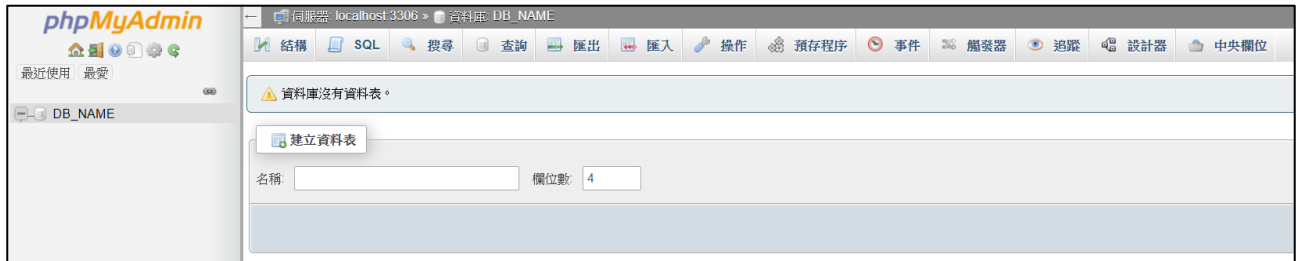 phpMyAdmin
最近使用 最愛
DB_NAME
← 伺服器: localhost:3306 » 資料庫: DB_NAME
結構 SQL 搜尋 查詢 匯出 匯入 操作 預存程序 事件 觸發器 追蹤 設計器 中央欄位
資料庫沒有資料表。
建立資料表
名稱: 欄位數: 4